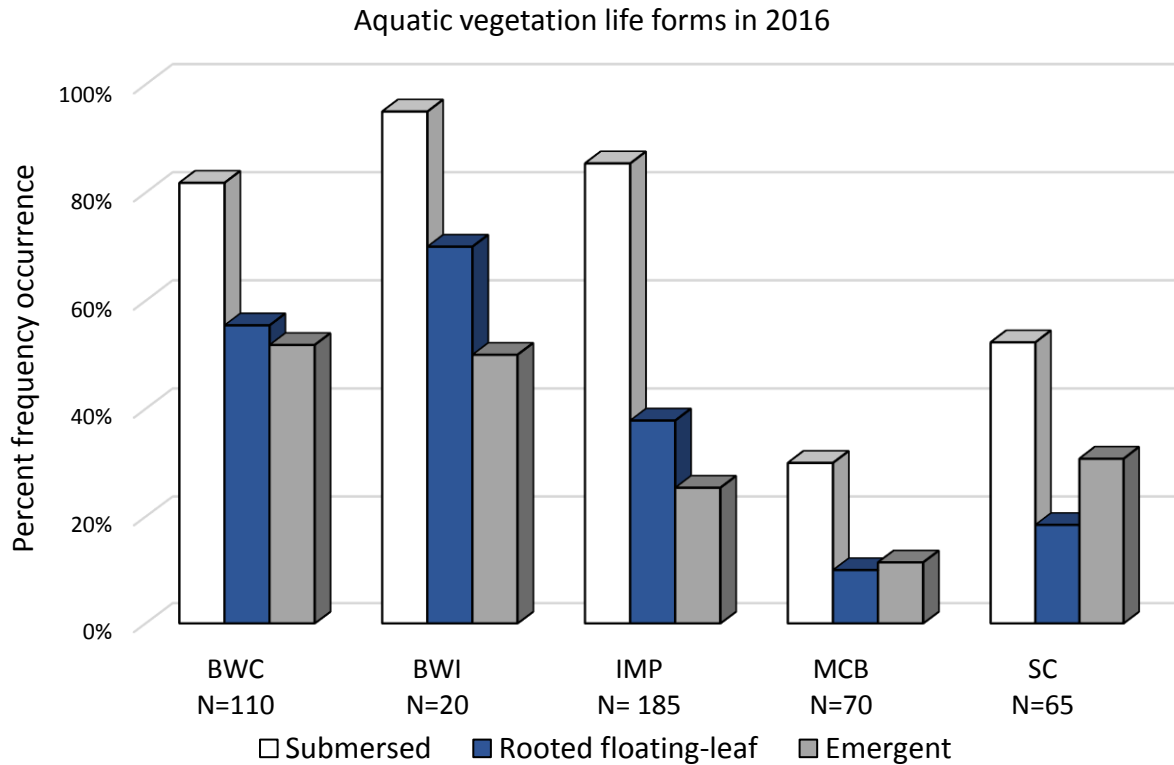 Aquatic vegetation life forms in 2016
Percent frequency occurrence
100%
80%
60%
40%
20%
0%
BWC BWI IMP MCB SC
N=110 N=20 N= 185 N=70 N=65
Submersed Rooted floating-leaf Emergent